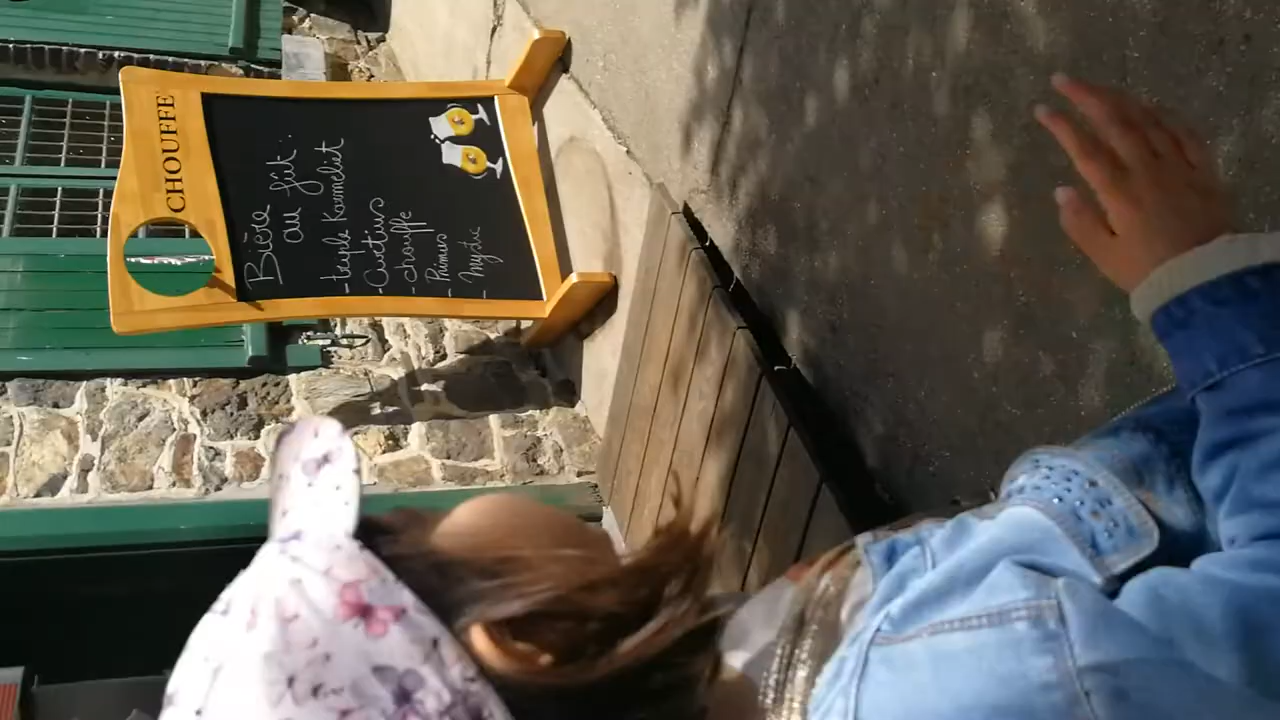 CHOUFFE
Bière
au fût :
- triple Karmeliet
- Curtius
- chouffe
- Primus
- Mystic